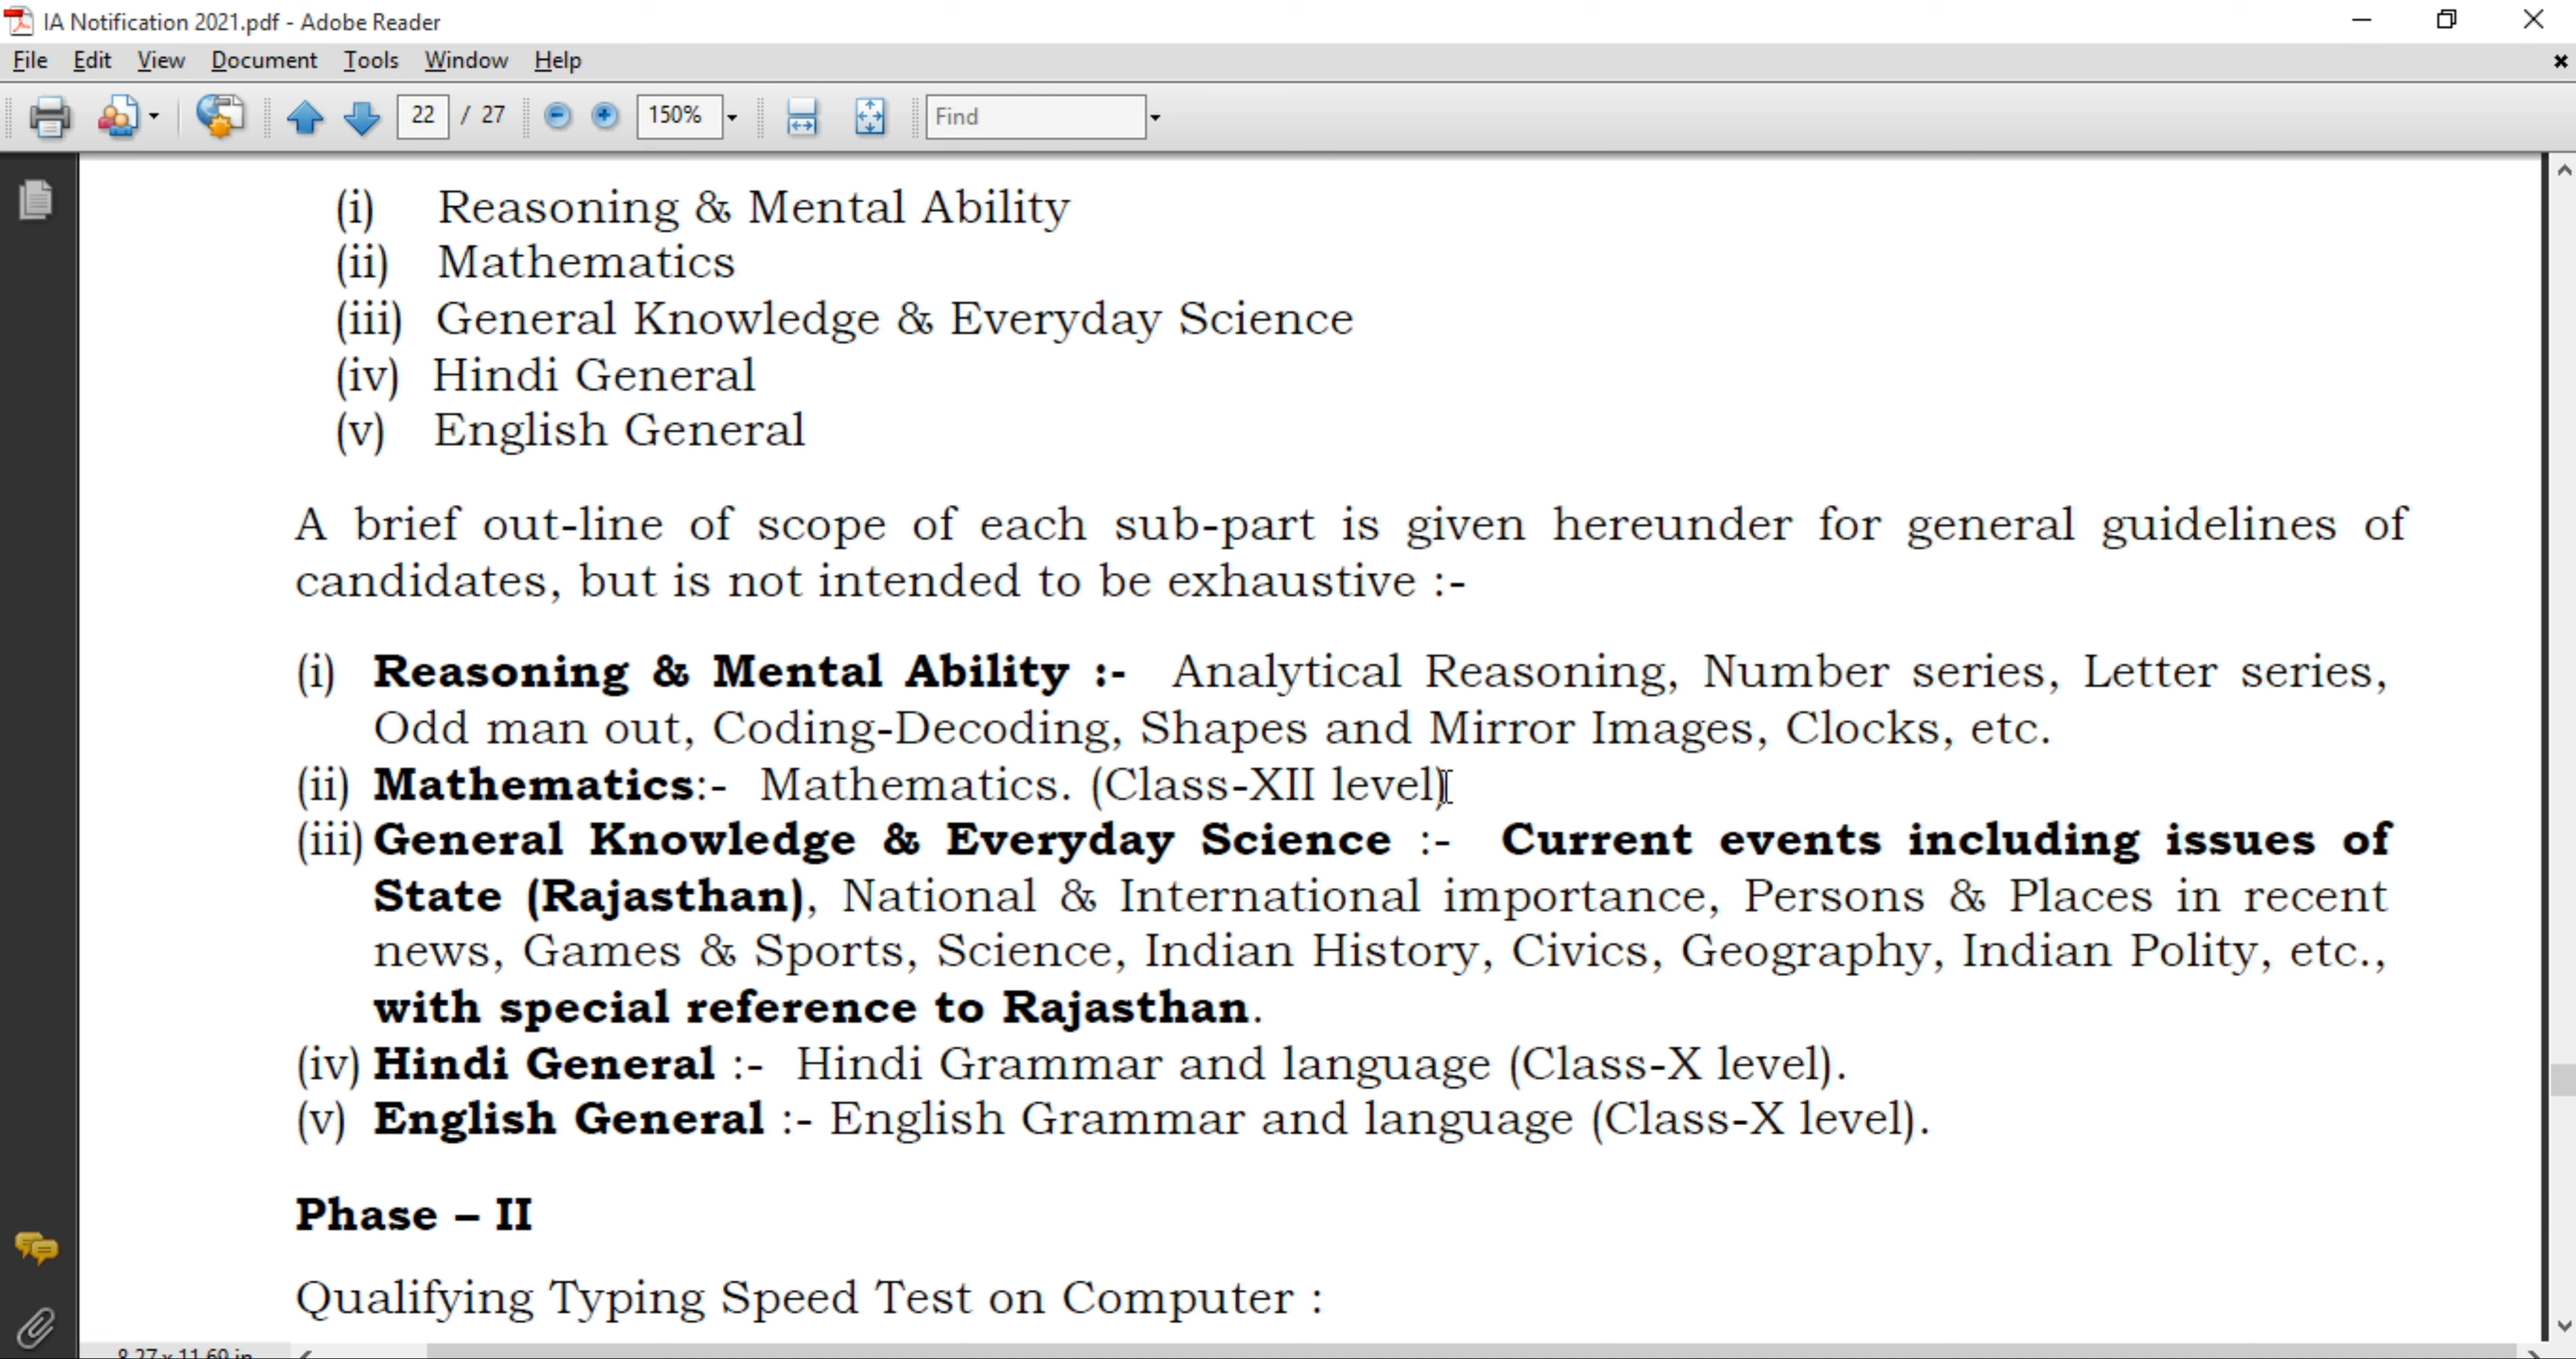 IA Notification 2021.pdf - Adobe Reader
File Edit View Document Tools Window Help
22 / 27 150% Find
(i) Reasoning & Mental Ability
(ii) Mathematics
(iii) General Knowledge & Everyday Science
(iv) Hindi General
(v) English General
A brief out-line of scope of each sub-part is given hereunder for general guidelines of
candidates, but is not intended to be exhaustive :-
(i) Reasoning & Mental Ability :- Analytical Reasoning, Number series, Letter series,
Odd man out, Coding-Decoding, Shapes and Mirror Images, Clocks, etc.
(ii) Mathematics:- Mathematics. (Class-XII level)
(iii) General Knowledge & Everyday Science :- Current events including issues of
State (Rajasthan), National & International importance, Persons & Places in recent
news, Games & Sports, Science, Indian History, Civics, Geography, Indian Polity, etc.,
with special reference to Rajasthan.
(iv) Hindi General :- Hindi Grammar and language (Class-X level).
(v) English General :- English Grammar and language (Class-X level).
Phase – II
Qualifying Typing Speed Test on Computer :
8.27 x 11.69 in